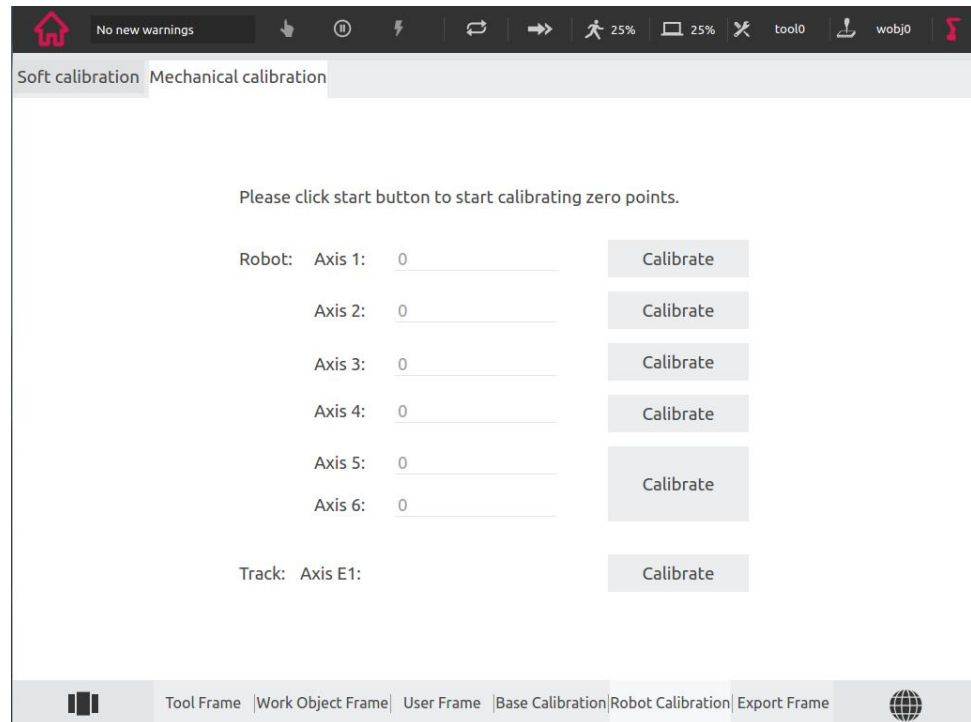 No new warnings 25% 25% tool0 wobj0
Soft calibration Mechanical calibration
Please click start button to start calibrating zero points.
Robot: Axis 1: 0 Calibrate
Axis 2: 0 Calibrate
Axis 3: 0 Calibrate
Axis 4: 0 Calibrate
Axis 5: 0
Calibrate
Axis 6: 0
Track: Axis E1: Calibrate
Tool Frame Work Object Frame User Frame Base Calibration Robot Calibration Export Frame